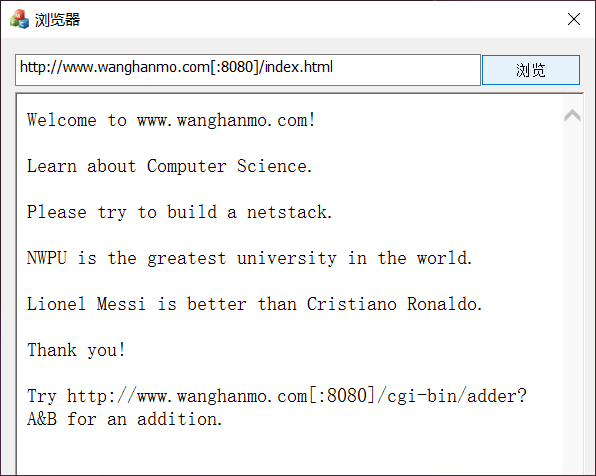 浏览器
http://www.wanghanmo.com[:8080]/index.html
浏览
Welcome to www.wanghanmo.com!
Learn about Computer Science.
Please try to build a netstack.
NWPU is the greatest university in the world.
Lionel Messi is better than Cristiano Ronaldo.
Thank you!
Try http://www.wanghanmo.com[:8080]/cgi-bin/adder?
A&B for an addition.